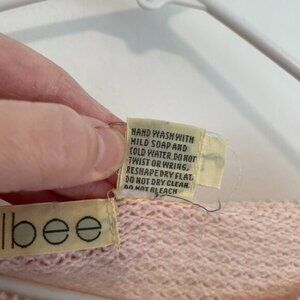 HAND WASH WITH
MILD SOAP AND
COLD WATER. DO NOT
TWIST OR WRING,
RESHAPE DRY FLAT.
DO NOT DRY CLEAN.
DO NOT BLEACH
lbee